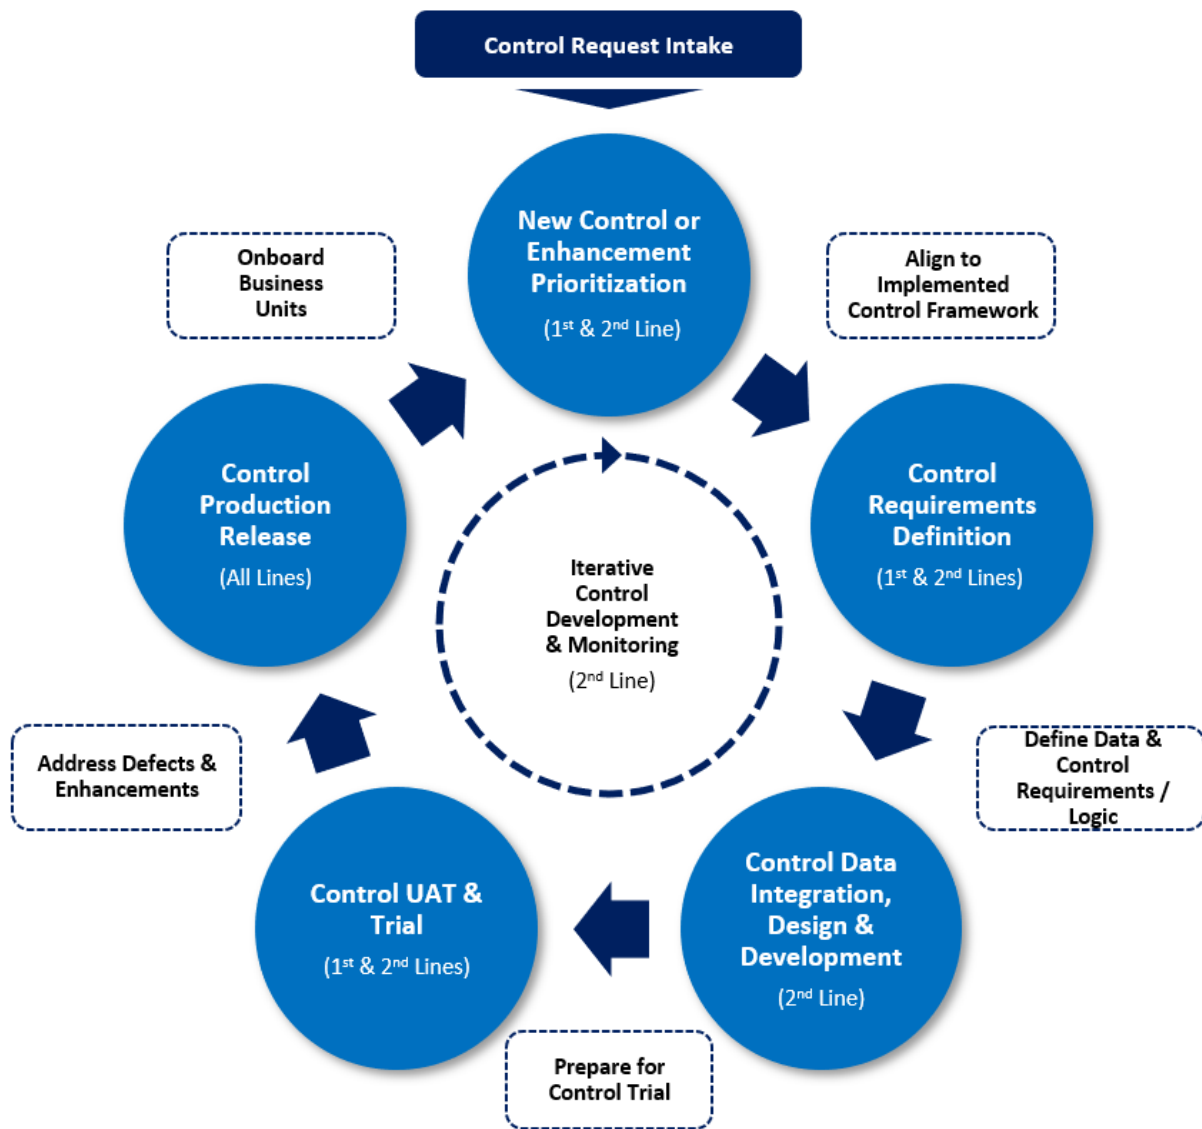 Control Request Intake
New Control or
Enhancement
Prioritization
(1st & 2nd Line)
Align to
Implemented
Control Framework
Control
Requirements
Definition
(1st & 2nd Lines)
Define Data &
Control
Requirements /
Logic
Control Data
Integration,
Design &
Development
(2nd Line)
Prepare for
Control Trial
Control UAT &
Trial
(1st & 2nd Lines)
Address Defects &
Enhancements
Control
Production
Release
(All Lines)
Onboard
Business
Units
Iterative
Control
Development
& Monitoring
(2nd Line)